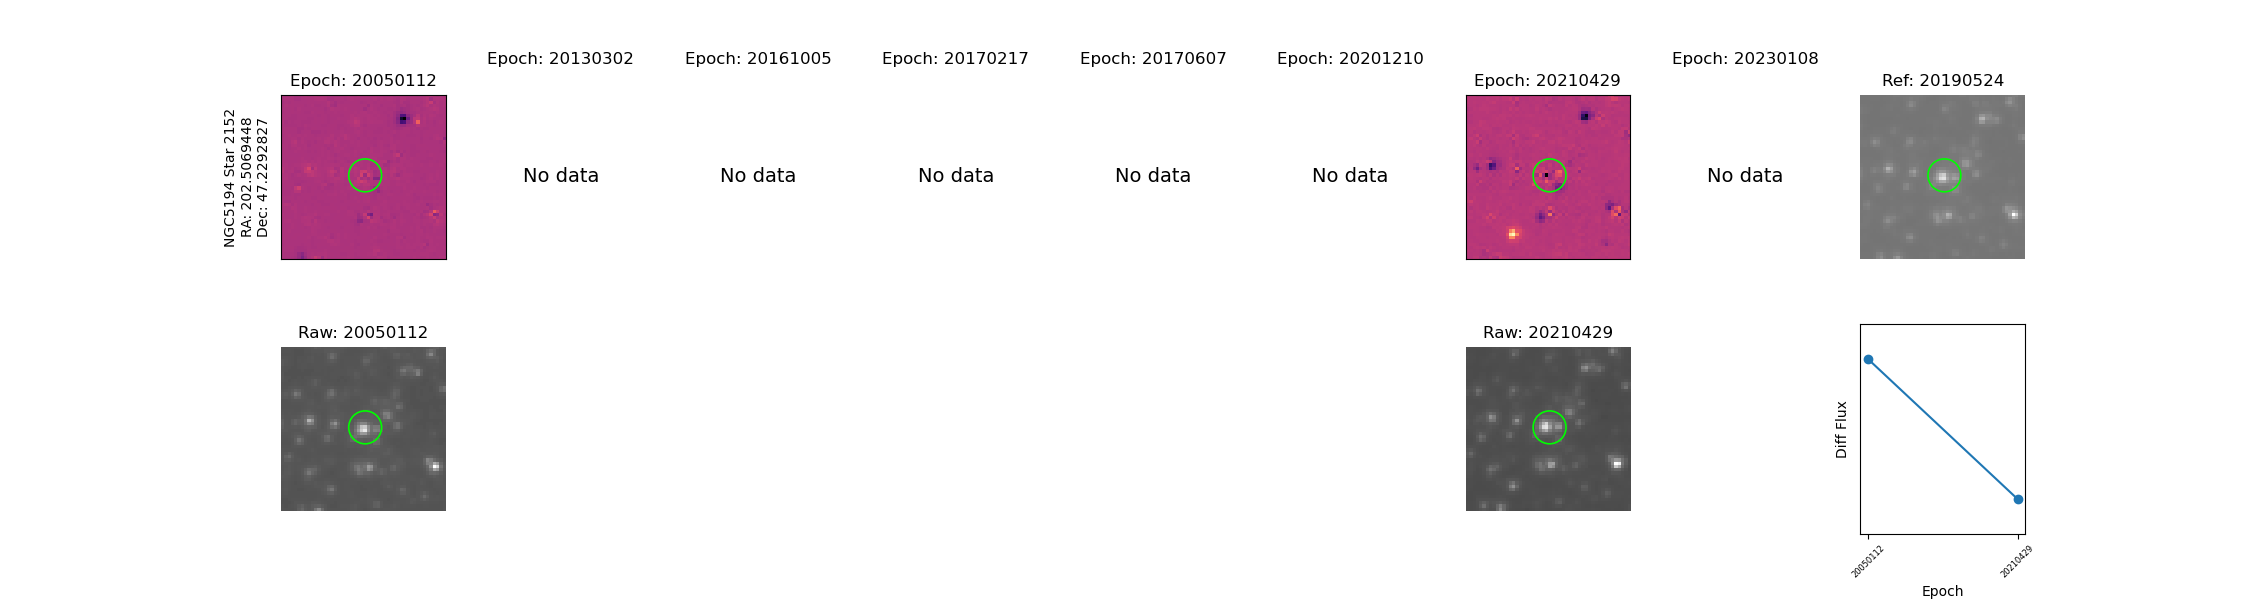 Epoch: 20050112
Epoch: 20130302
Epoch: 20161005
Epoch: 20170217
Epoch: 20170607
Epoch: 20201210
Epoch: 20210429
Epoch: 20230108
Ref: 20190524
NGC5194 Star 2152
RA: 202.5069448
Dec: 47.2292827
No data
No data
No data
No data
No data
No data
Raw: 20050112
Raw: 20210429
Diff Flux
20050112
20210429
Epoch